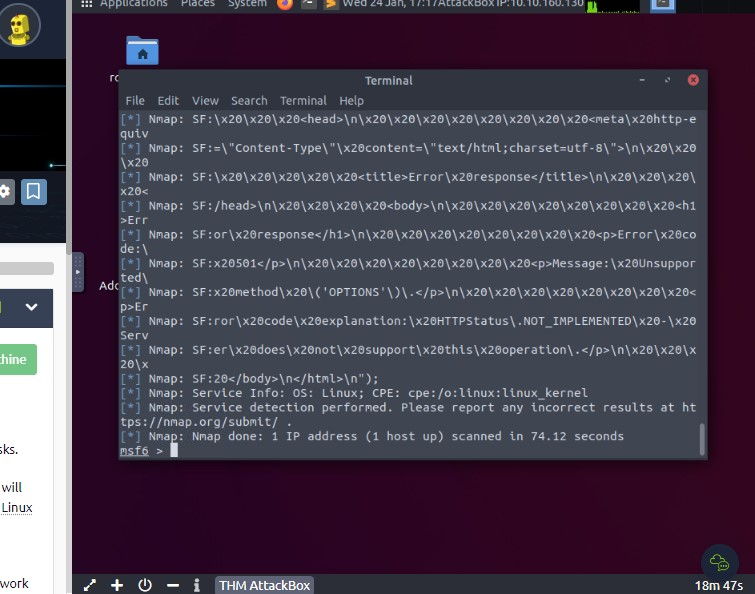 Applications Places System Wed 24 Jan, 17:17 AttackBox IP:10.10.160.130
Terminal
File Edit View Search Terminal Help
[*] Nmap: SF:\x20\x20\x20<head>\n\x20\x20\x20\x20\x20\x20\x20\x20<meta\x20http-e
quiv
[*] Nmap: SF:=\"Content-Type\"\x20content=\"text/html;charset=utf-8\">\n\x20\x20
\x20
[*] Nmap: SF:\x20\x20\x20\x20\x20<title>Error\x20response</title>\n\x20\x20\x20\
x20<
[*] Nmap: SF:/head>\n\x20\x20\x20\x20<body>\n\x20\x20\x20\x20\x20\x20\x20\x20<h1
>Err
[*] Nmap: SF:or\x20response</h1>\n\x20\x20\x20\x20\x20\x20\x20\x20<p>Error\x20co
de:\
[*] Nmap: SF:x20501</p>\n\x20\x20\x20\x20\x20\x20\x20\x20<p>Message:\x20Unsuppor
ted\
[*] Nmap: SF:x20method\x20\('OPTIONS'\)\.</p>\n\x20\x20\x20\x20\x20\x20\x20\x20<
p>Er
[*] Nmap: SF:ror\x20code\x20explanation:\x20HTTPStatus\.NOT_IMPLEMENTED\x20-\x20
Serv
[*] Nmap: SF:er\x20does\x20not\x20support\x20this\x20operation\.</p>\n\x20\x20\x
20\x
[*] Nmap: SF:20</body>\n</html>\n");
[*] Nmap: Service Info: OS: Linux; CPE: cpe:/o:linux:linux_kernel
[*] Nmap: Service detection performed. Please report any incorrect results at ht
tps://nmap.org/submit/ .
[*] Nmap: Nmap done: 1 IP address (1 host up) scanned in 74.12 seconds
msf6 >
hine
sks.
will
Linux
work
THM AttackBox
18m 47s